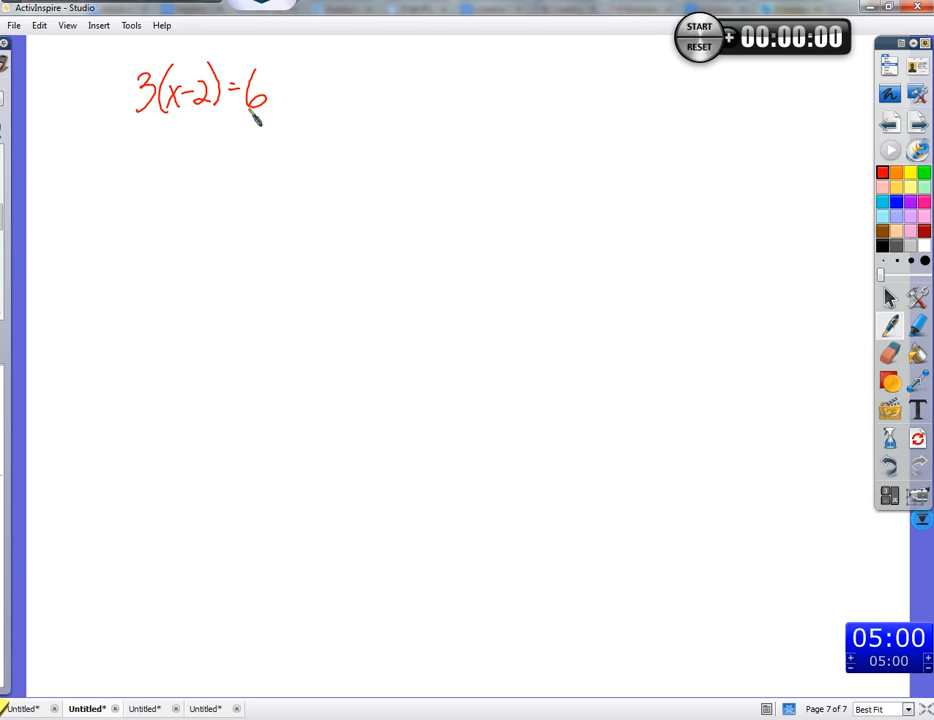 ActivInspire - Studio
File Edit View Insert Tools Help
START
RESET
00:00:00
3(x-2)=6
T
05:00
05:00
Untitled* Untitled* Untitled* Untitled* Page 7 of 7 Best Fit